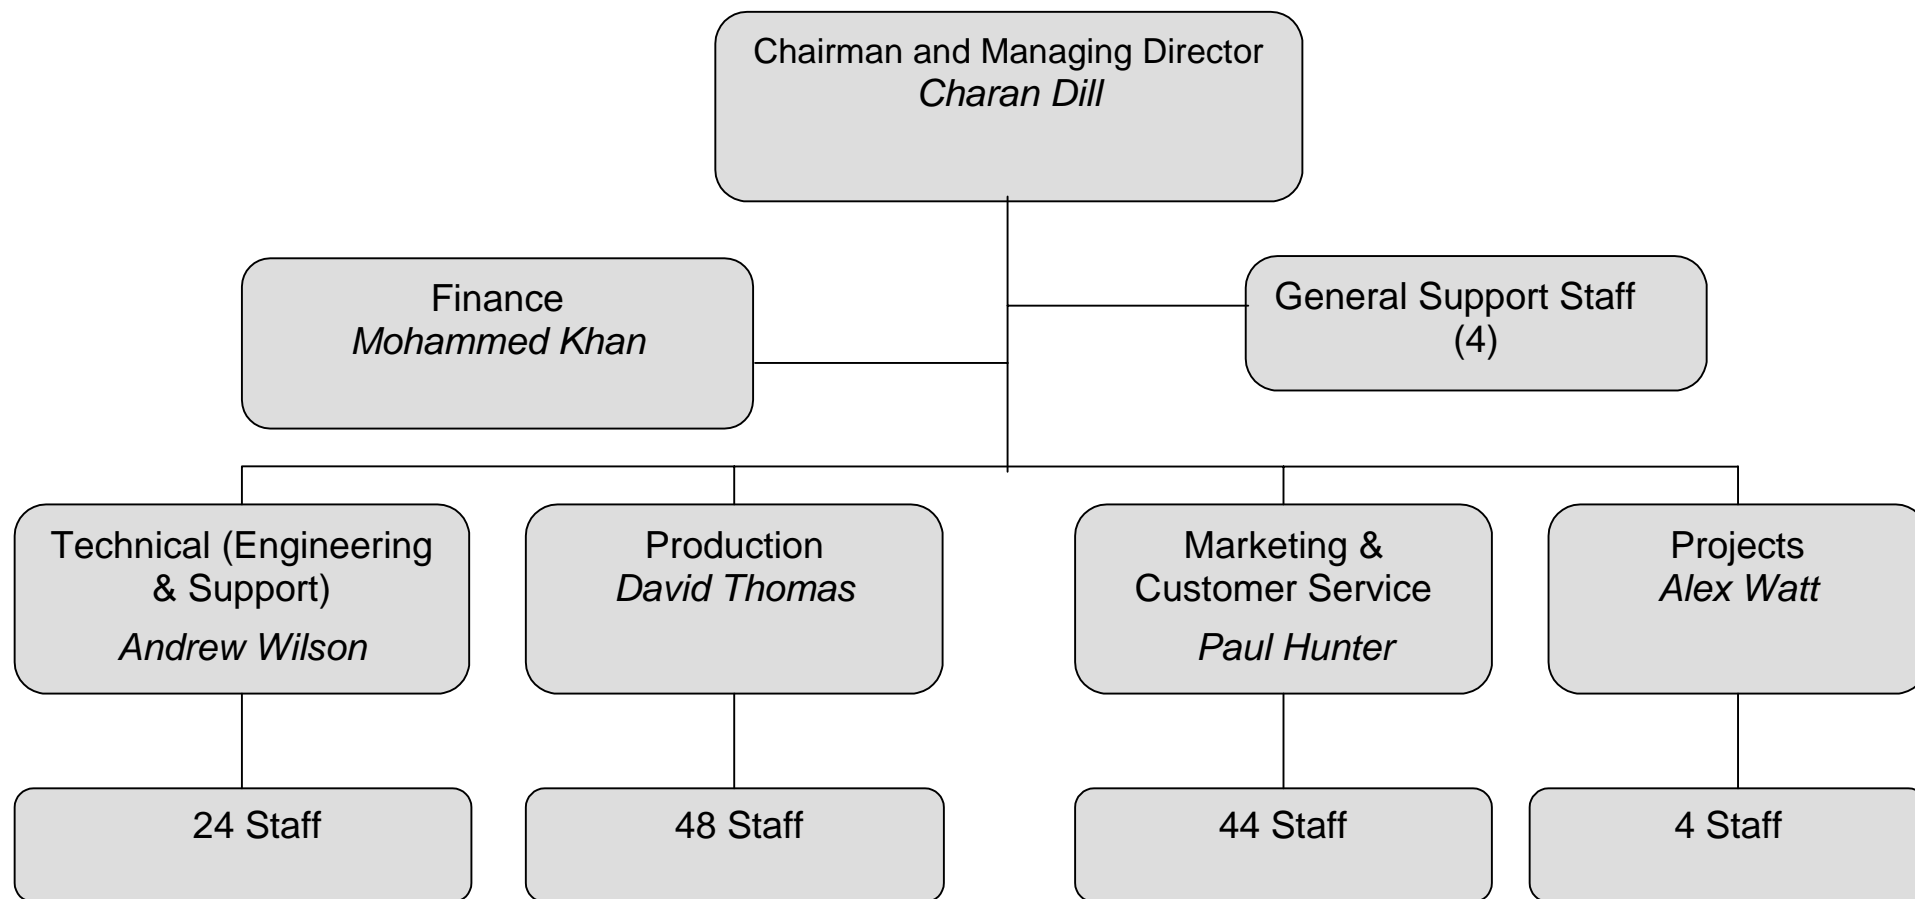 Chairman and Managing Director
Charan Dill
Finance
Mohammed Khan
General Support Staff
(4)
Technical (Engineering
& Support)
Andrew Wilson
Production
David Thomas
Marketing &
Customer Service
Paul Hunter
Projects
Alex Watt
24 Staff
48 Staff
44 Staff
4 Staff